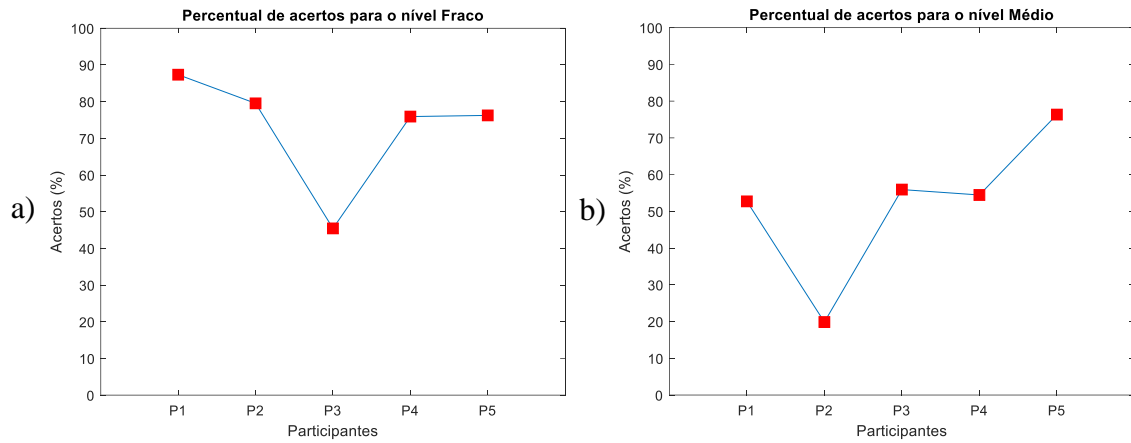 a)
Percentual de acertos para o nível Fraco
Acertos (%)
100
90
80
70
60
50
40
30
20
10
0
P1 P2 P3 P4 P5
Participantes
b)
Percentual de acertos para o nível Médio
Acertos (%)
100
90
80
70
60
50
40
30
20
10
0
P1 P2 P3 P4 P5
Participantes